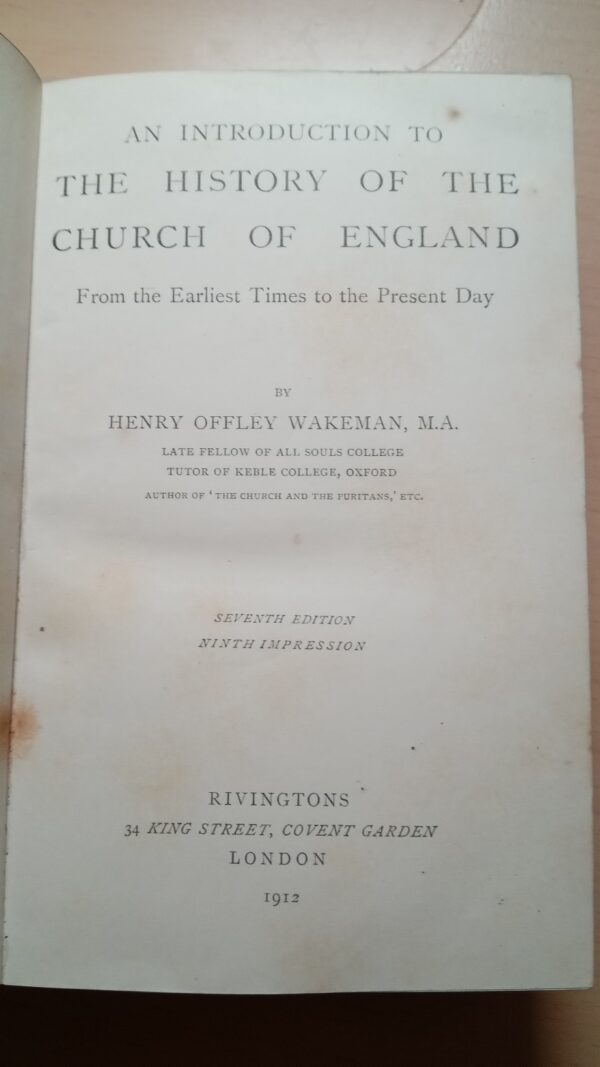 AN INTRODUCTION TO
THE HISTORY OF THE
CHURCH OF ENGLAND
From the Earliest Times to the Present Day
BY
HENRY OFFLEY WAKEMAN, M.A.
LATE FELLOW OF ALL SOULS COLLEGE
TUTOR OF KEBLE COLLEGE, OXFORD
AUTHOR OF ‘THE CHURCH AND THE PURITANS,’ ETC.
SEVENTH EDITION
NINTH IMPRESSION
RIVINGTONS
34 KING STREET, COVENT GARDEN
LONDON
1912